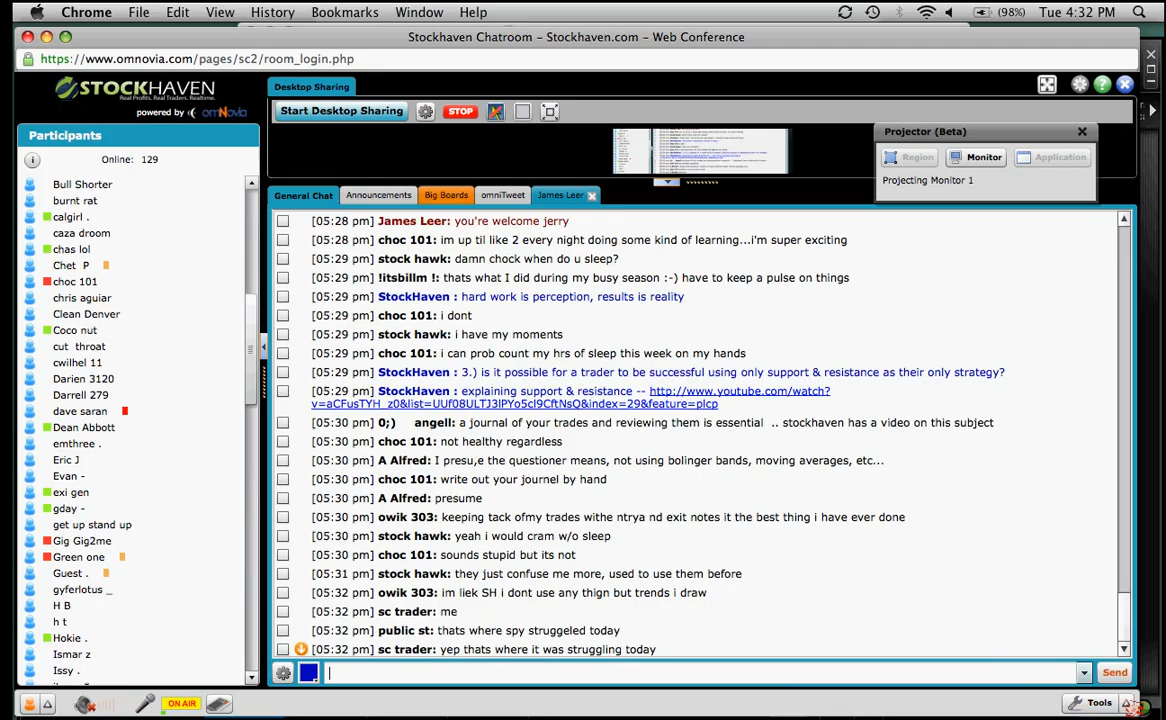 Chrome File Edit View History Bookmarks Window Help (98%) Tue 4:32 PM
Stockhaven Chatroom – Stockhaven.com – Web Conference
https://www.omnovia.com/pages/sc2/room_login.php
STOCKHAVEN
Real Profits. Real Traders. Realtime.
powered by omNovia
Participants
Online: 129
Bull Shorter
burnt rat
calgirl .
caza droom
chas lol
Chet P
choc 101
chris aguiar
Clean Denver
Coco nut
cut throat
cwilhel 11
Darien 3120
Darrell 279
dave saran
Dean Abbott
emthree .
Eric J
Evan -
exi gen
gday -
get up stand up
Gig Gig2me
Green one
Guest .
gyferlotus _
H B
h t
Hokie .
Ismar z
Issy .
ON AIR
Desktop Sharing
Start Desktop Sharing STOP
Projector (Beta)
Region Monitor Application
Projecting Monitor 1
General Chat Announcements Big Boards omniTweet James Leer
[05:28 pm] James Leer: you're welcome jerry
[05:28 pm] choc 101: im up til like 2 every night doing some kind of learning...i'm super exciting
[05:29 pm] stock hawk: damn chock when do u sleep?
[05:29 pm] !itsbillm !: thats what I did during my busy season :-) have to keep a pulse on things
[05:29 pm] StockHaven : hard work is perception, results is reality
[05:29 pm] choc 101: i dont
[05:29 pm] stock hawk: i have my moments
[05:29 pm] choc 101: i can prob count my hrs of sleep this week on my hands
[05:29 pm] StockHaven : 3.) is it possible for a trader to be successful using only support & resistance as their only strategy?
[05:29 pm] StockHaven : explaining support & resistance -- http://www.youtube.com/watch?
v=aCFusTYH_z0&list=UUf08ULTJ3lPYo5cl9CftNsQ&index=29&feature=plcp
[05:30 pm] 0;) angell: a journal of your trades and reviewing them is essential .. stockhaven has a video on this subject
[05:30 pm] choc 101: not healthy regardless
[05:30 pm] A Alfred: I presu,e the questioner means, not using bolinger bands, moving averages, etc...
[05:30 pm] choc 101: write out your journel by hand
[05:30 pm] A Alfred: presume
[05:30 pm] owik 303: keeping tack ofmy trades withe ntrya nd exit notes it the best thing i have ever done
[05:30 pm] stock hawk: yeah i would cram w/o sleep
[05:30 pm] choc 101: sounds stupid but its not
[05:31 pm] stock hawk: they just confuse me more, used to use them before
[05:32 pm] owik 303: im liek SH i dont use any thign but trends i draw
[05:32 pm] sc trader: me
[05:32 pm] public st: thats where spy struggeled today
[05:32 pm] sc trader: yep thats where it was struggling today
Send
Tools